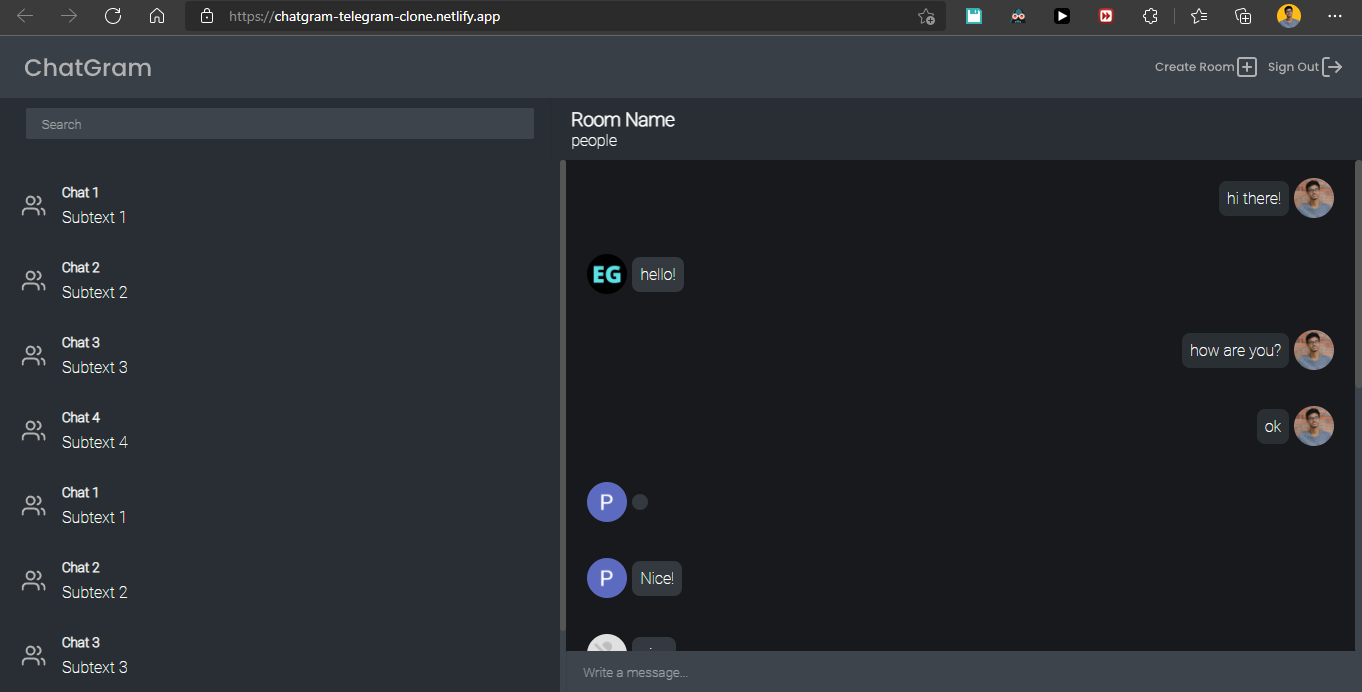 https://chatgram-telegram-clone.netlify.app
ChatGram
Create Room
Sign Out
Search
Chat 1
Subtext 1
Chat 2
Subtext 2
Chat 3
Subtext 3
Chat 4
Subtext 4
Chat 1
Subtext 1
Chat 2
Subtext 2
Chat 3
Subtext 3
Room Name
people
hi there!
EG hello!
how are you?
ok
P
P Nice!
Write a message...